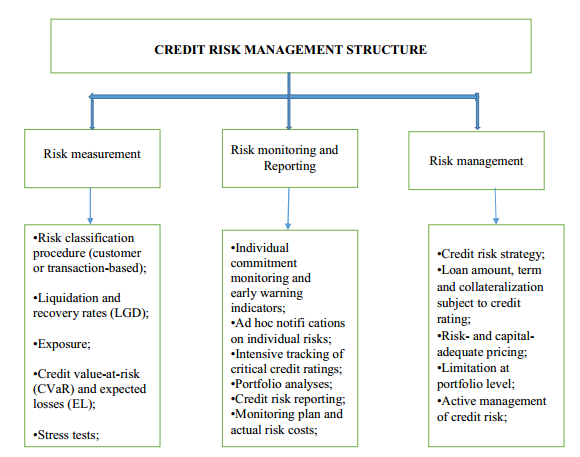 CREDIT RISK MANAGEMENT STRUCTURE
Risk measurement
Risk monitoring and
Reporting
Risk management
•Risk classification
procedure (customer
or transaction-based);
•Liquidation and
recovery rates (LGD);
•Exposure;
•Credit value-at-risk
(CVaR) and expected
losses (EL);
•Stress tests;
•Individual
commitment
monitoring and
early warning
indicators;
•Ad hoc notifi cations
on individual risks;
•Intensive tracking of
critical credit ratings;
•Portfolio analyses;
•Credit risk reporting;
•Monitoring plan and
actual risk costs;
•Credit risk strategy;
•Loan amount, term
and collateralization
subject to credit
rating;
•Risk- and capital-
adequate pricing;
•Limitation at
portfolio level;
•Active management
of credit risk;